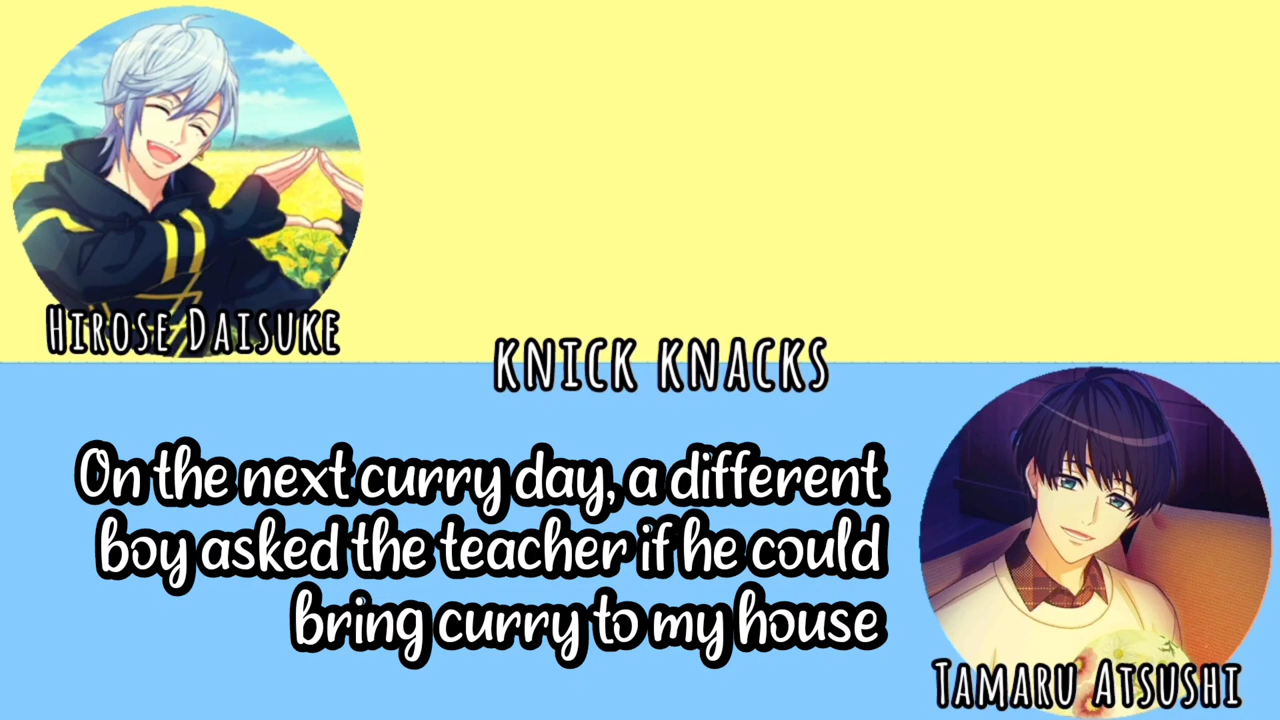 Hirose Daisuke
knick knacks
On the next curry day, a different
boy asked the teacher if he could
bring curry to my house
Tamaru Atsushi